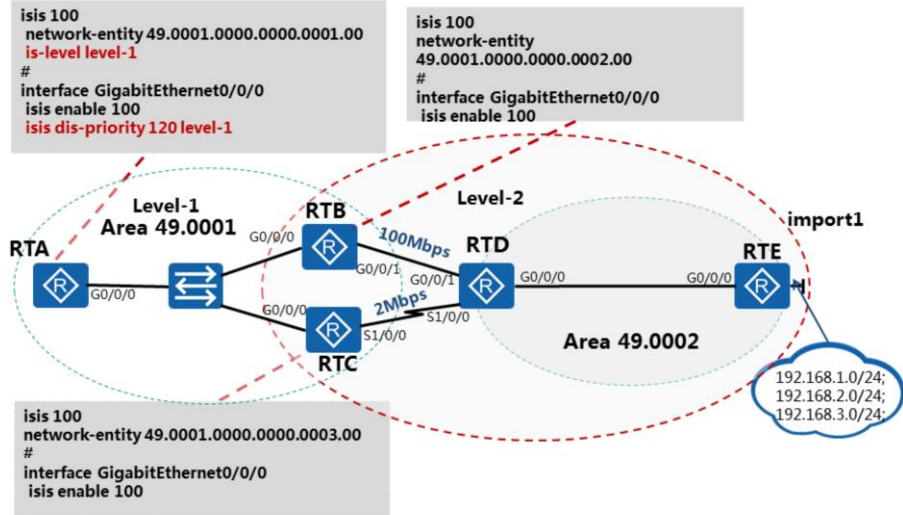 isis 100
network-entity 49.0001.0000.0000.0001.00
is-level level-1
#
interface GigabitEthernet0/0/0
isis enable 100
isis dis-priority 120 level-1
isis 100
network-entity
49.0001.0000.0000.0002.00
#
interface GigabitEthernet0/0/0
isis enable 100
Level-1
Area 49.0001
RTB
Level-2
import1
RTA
G0/0/0
100Mbps
RTD
RTE
R
R
R
R
G0/0/1
G0/0/1
G0/0/0
G0/0/0
G0/0/0
2Mbps
G0/0/0
S1/0/0
R
S1/0/0
RTC
Area 49.0002
192.168.1.0/24;
192.168.2.0/24;
192.168.3.0/24;
isis 100
network-entity 49.0001.0000.0000.0003.00
#
interface GigabitEthernet0/0/0
isis enable 100